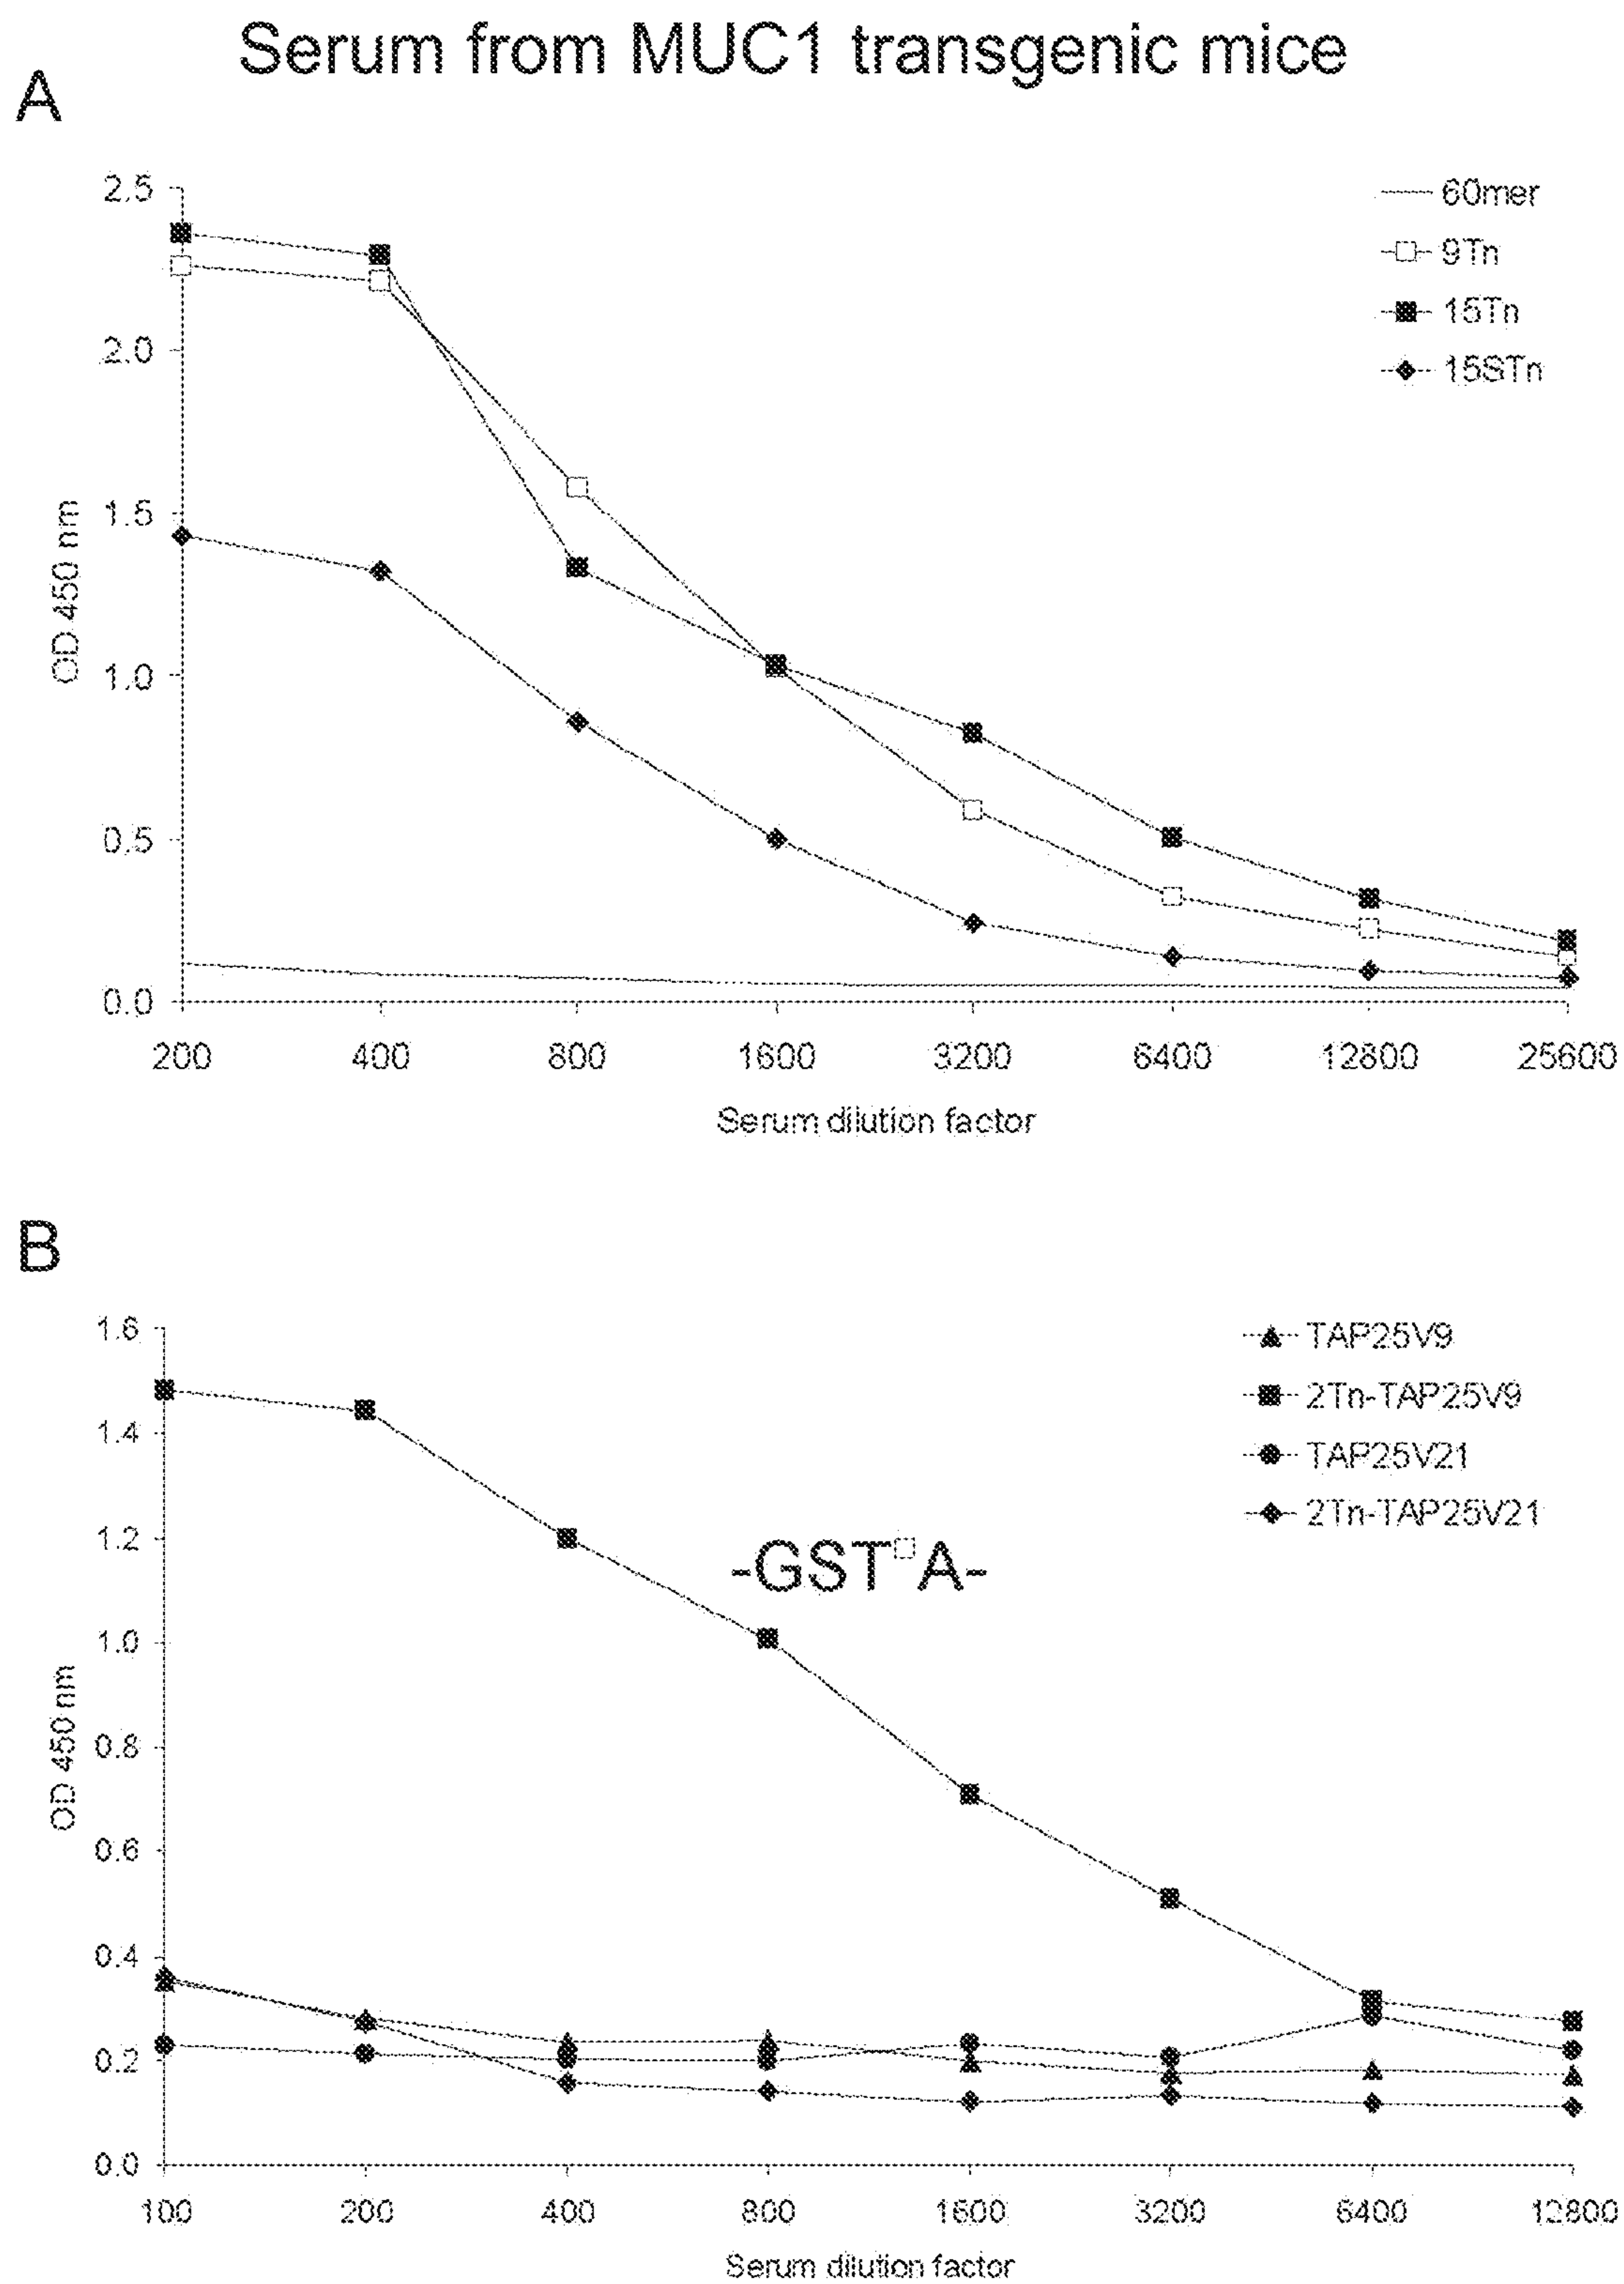 Serum from MUC1 transgenic mice
A
2.5
2.0
1.5
1.0
0.5
0.0
OD 450 nm
60mer
9Tn
15Tn
15STn
200 400 800 1600 3200 6400 12800 25600
Serum dilution factor
B
1.6
1.4
1.2
1.0
0.8
0.6
0.4
0.2
0.0
OD 450 nm
TAP25V9
2Tn-TAP25V9
TAP25V21
2Tn-TAP25V21
-GST□A-
100 200 400 800 1600 3200 6400 12800
Serum dilution factor